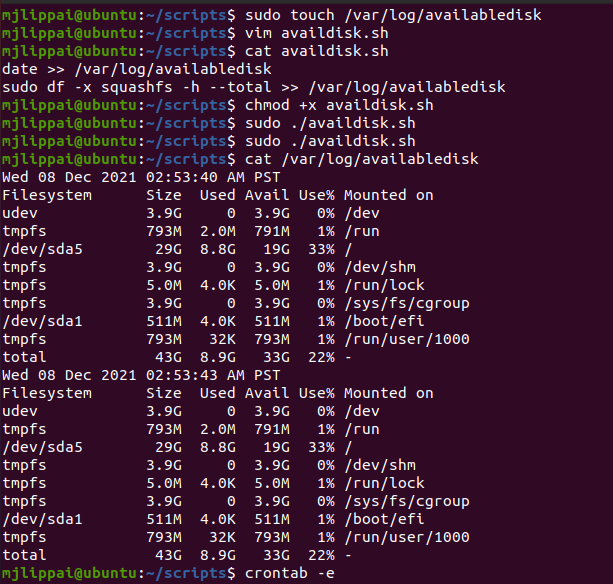 mjlippai@ubuntu:~/scripts$ sudo touch /var/log/availabledisk
mjlippai@ubuntu:~/scripts$ vim availdisk.sh
mjlippai@ubuntu:~/scripts$ cat availdisk.sh
date >> /var/log/availabledisk
sudo df -x squashfs -h --total >> /var/log/availabledisk
mjlippai@ubuntu:~/scripts$ chmod +x availdisk.sh
mjlippai@ubuntu:~/scripts$ sudo ./availdisk.sh
mjlippai@ubuntu:~/scripts$ sudo ./availdisk.sh
mjlippai@ubuntu:~/scripts$ cat /var/log/availabledisk
Wed 08 Dec 2021 02:53:40 AM PST
Filesystem      Size  Used Avail Use% Mounted on
udev            3.9G     0  3.9G   0% /dev
tmpfs           793M  2.0M  791M   1% /run
/dev/sda5        29G  8.8G   19G  33% /
tmpfs           3.9G     0  3.9G   0% /dev/shm
tmpfs           5.0M  4.0K  5.0M   1% /run/lock
tmpfs           3.9G     0  3.9G   0% /sys/fs/cgroup
/dev/sda1       511M  4.0K  511M   1% /boot/efi
tmpfs           793M   32K  793M   1% /run/user/1000
total            43G  8.9G   33G  22% -
Wed 08 Dec 2021 02:53:43 AM PST
Filesystem      Size  Used Avail Use% Mounted on
udev            3.9G     0  3.9G   0% /dev
tmpfs           793M  2.0M  791M   1% /run
/dev/sda5        29G  8.8G   19G  33% /
tmpfs           3.9G     0  3.9G   0% /dev/shm
tmpfs           5.0M  4.0K  5.0M   1% /run/lock
tmpfs           3.9G     0  3.9G   0% /sys/fs/cgroup
/dev/sda1       511M  4.0K  511M   1% /boot/efi
tmpfs           793M   32K  793M   1% /run/user/1000
total            43G  8.9G   33G  22% -
mjlippai@ubuntu:~/scripts$ crontab -e